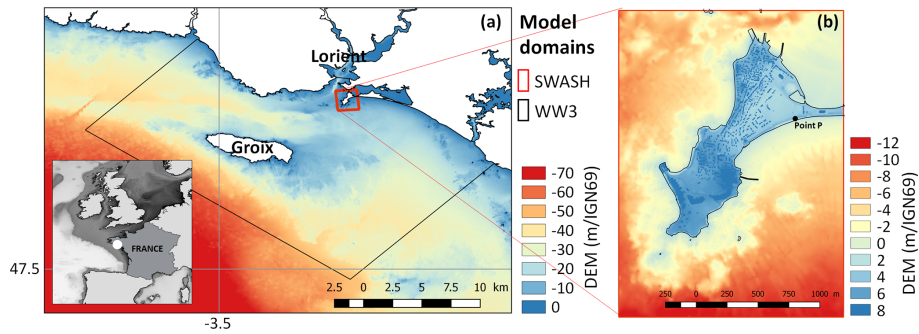 (a)
Model
domains
SWASH
WW3
Lorient
Groix
FRANCE
47.5
-3.5
2.5 0 2.5 5 7.5 10 km
-70
-60
-50
-40
-30
-20
-10
0
DEM (m/IGN69)
(b)
Point P
250 0 250 500 750 1000 m
-12
-10
-8
-6
-4
-2
0
2
4
6
8
DEM (m/IGN69)